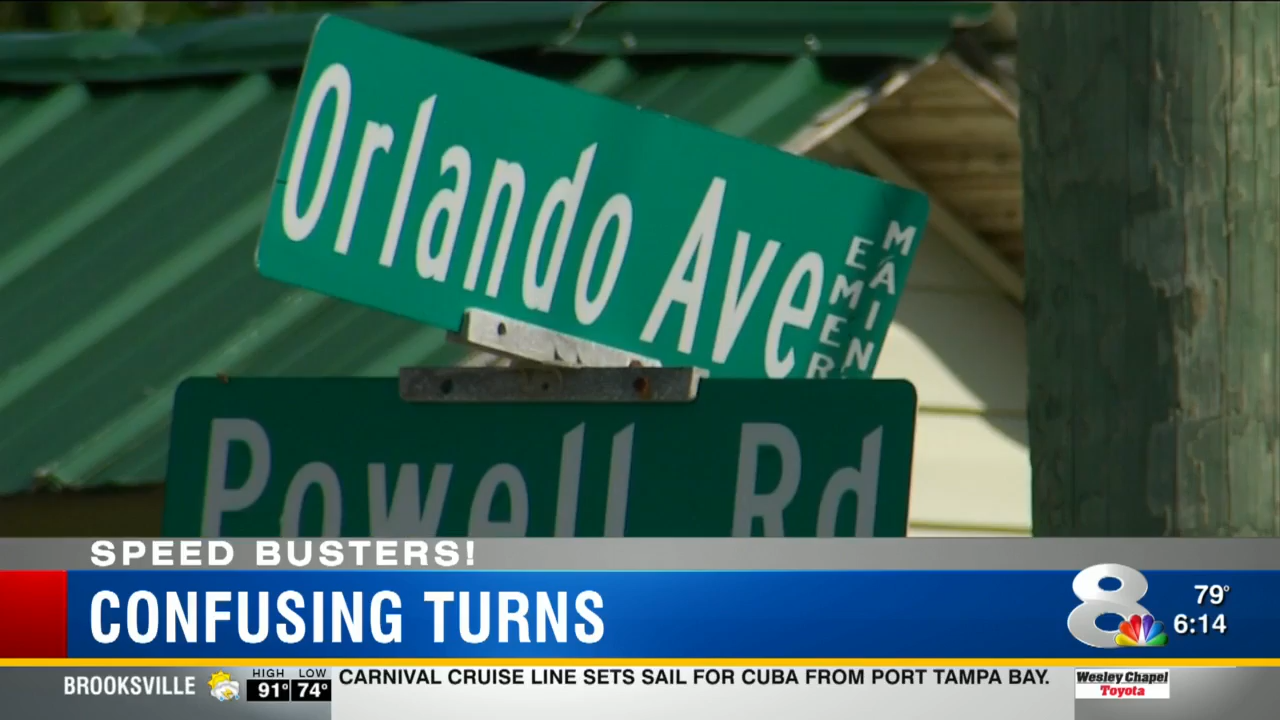 Orlando Ave
EMER
MAIN
Powell Rd
SPEED BUSTERS!
CONFUSING TURNS
8
79°
6:14
BROOKSVILLE
HIGH LOW
91° 74°
CARNIVAL CRUISE LINE SETS SAIL FOR CUBA FROM PORT TAMPA BAY.
Wesley Chapel
Toyota